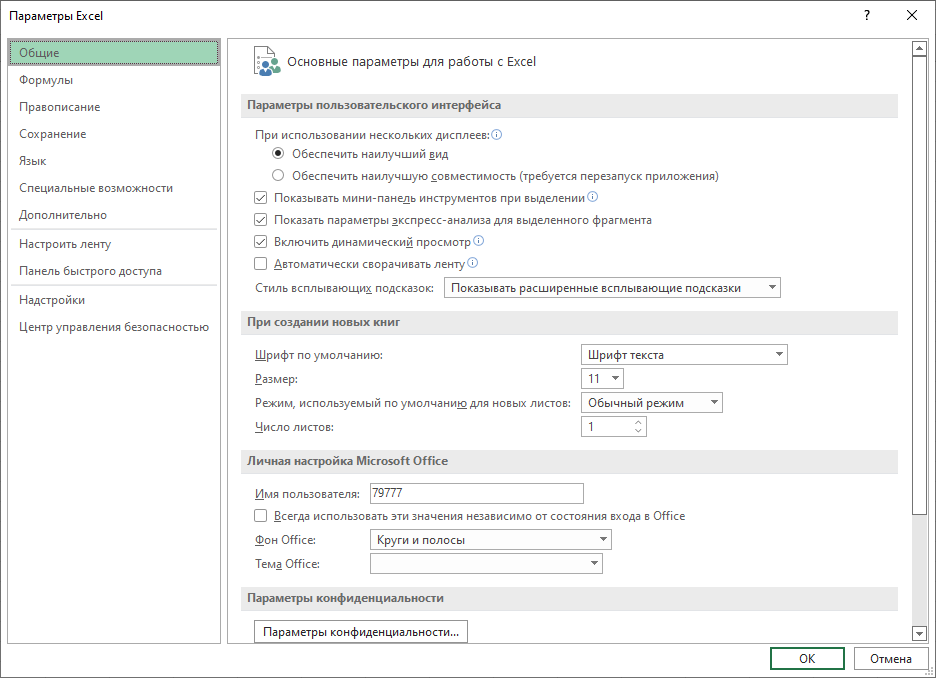 Параметры Excel
?
Общие
Формулы
Правописание
Сохранение
Язык
Специальные возможности
Дополнительно
Настроить ленту
Панель быстрого доступа
Надстройки
Центр управления безопасностью
Основные параметры для работы с Excel
Параметры пользовательского интерфейса
При использовании нескольких дисплеев:
Обеспечить наилучший вид
Обеспечить наилучшую совместимость (требуется перезапуск приложения)
Показывать мини-панель инструментов при выделении
Показать параметры экспресс-анализа для выделенного фрагмента
Включить динамический просмотр
Автоматически сворачивать ленту
Стиль всплывающих подсказок: Показывать расширенные всплывающие подсказки
При создании новых книг
Шрифт по умолчанию: Шрифт текста
Размер: 11
Режим, используемый по умолчанию для новых листов: Обычный режим
Число листов: 1
Личная настройка Microsoft Office
Имя пользователя: 79777
Всегда использовать эти значения независимо от состояния входа в Office
Фон Office: Круги и полосы
Тема Office:
Параметры конфиденциальности
Параметры конфиденциальности...
ОК Отмена